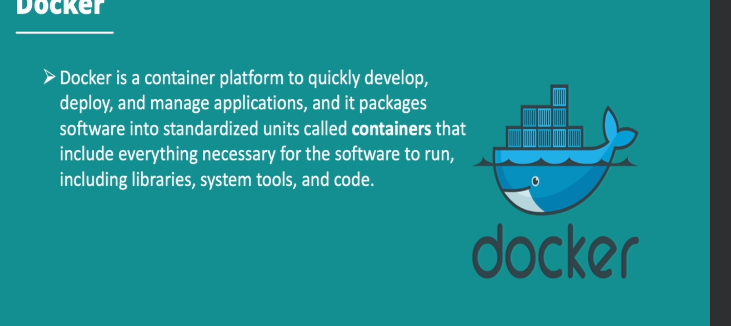 Docker
➢ Docker is a container platform to quickly develop,
deploy, and manage applications, and it packages
software into standardized units called containers that
include everything necessary for the software to run,
including libraries, system tools, and code.
docker